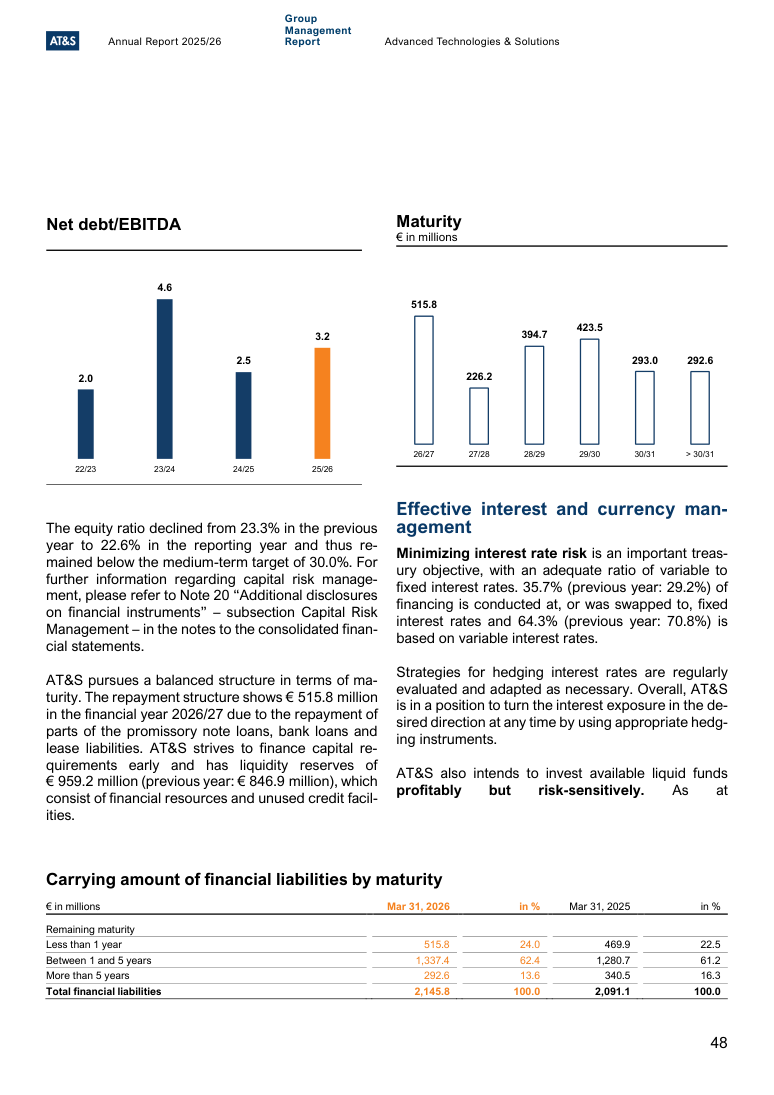 AT&S
Annual Report 2025/26
Group
Management
Report
Advanced Technologies & Solutions
Net debt/EBITDA
2.0
4.6
2.5
3.2
22/23
23/24
24/25
25/26
Maturity
€ in millions
515.8
226.2
394.7
423.5
293.0
292.6
26/27
27/28
28/29
29/30
30/31
> 30/31
The equity ratio declined from 23.3% in the previous
year to 22.6% in the reporting year and thus re-
mained below the medium-term target of 30.0%. For
further information regarding capital risk manage-
ment, please refer to Note 20 “Additional disclosures
on financial instruments” – subsection Capital Risk
Management – in the notes to the consolidated finan-
cial statements.
AT&S pursues a balanced structure in terms of ma-
turity. The repayment structure shows € 515.8 million
in the financial year 2026/27 due to the repayment of
parts of the promissory note loans, bank loans and
lease liabilities. AT&S strives to finance capital re-
quirements early and has liquidity reserves of
€ 959.2 million (previous year: € 846.9 million), which
consist of financial resources and unused credit facil-
ities.
Effective interest and currency man-
agement
Minimizing interest rate risk is an important treas-
ury objective, with an adequate ratio of variable to
fixed interest rates. 35.7% (previous year: 29.2%) of
financing is conducted at, or was swapped to, fixed
interest rates and 64.3% (previous year: 70.8%) is
based on variable interest rates.
Strategies for hedging interest rates are regularly
evaluated and adapted as necessary. Overall, AT&S
is in a position to turn the interest exposure in the de-
sired direction at any time by using appropriate hedg-
ing instruments.
AT&S also intends to invest available liquid funds
profitably but risk-sensitively. As at
Carrying amount of financial liabilities by maturity
€ in millions Mar 31, 2026 in % Mar 31, 2025 in %
Remaining maturity
Less than 1 year 515.8 24.0 469.9 22.5
Between 1 and 5 years 1,337.4 62.4 1,280.7 61.2
More than 5 years 292.6 13.6 340.5 16.3
Total financial liabilities 2,145.8 100.0 2,091.1 100.0
48